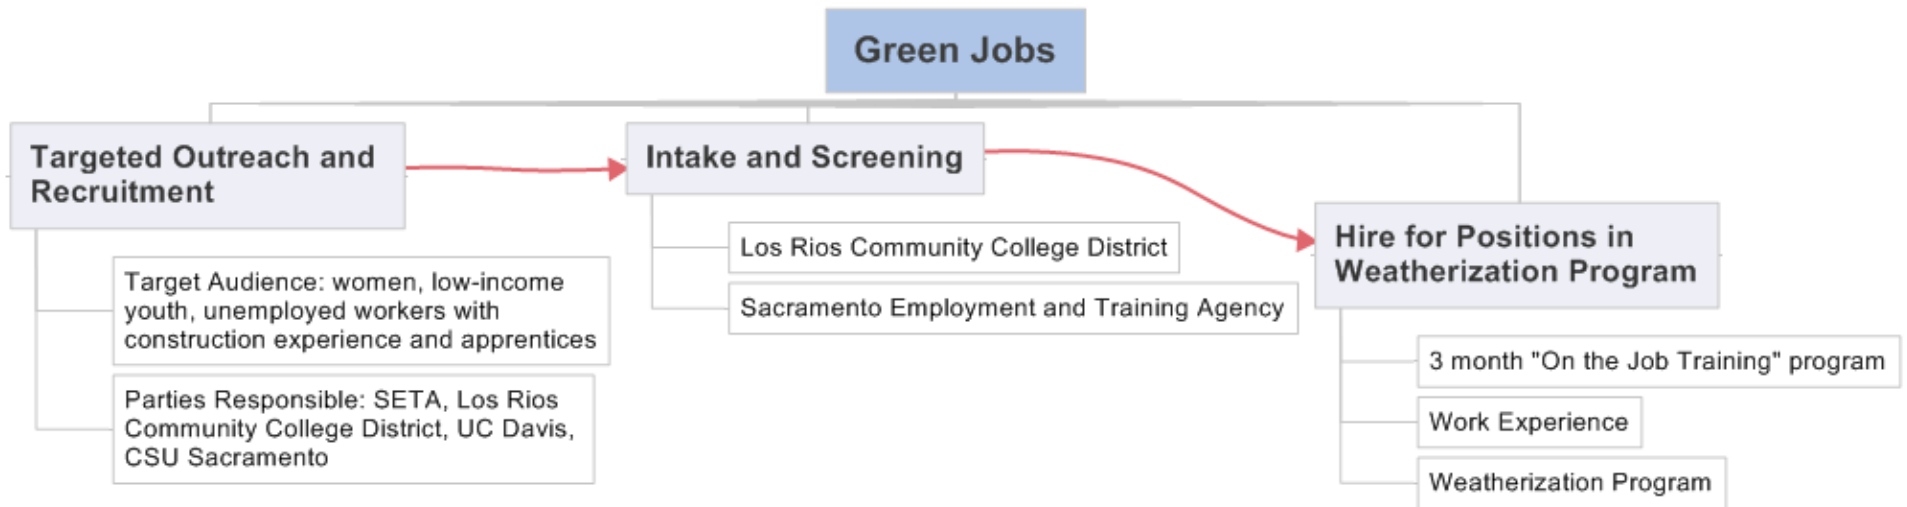 Green Jobs
Targeted Outreach and
Recruitment
Target Audience: women, low-income
youth, unemployed workers with
construction experience and apprentices
Parties Responsible: SETA, Los Rios
Community College District, UC Davis,
CSU Sacramento
Intake and Screening
Los Rios Community College District
Sacramento Employment and Training Agency
Hire for Positions in
Weatherization Program
3 month "On the Job Training" program
Work Experience
Weatherization Program